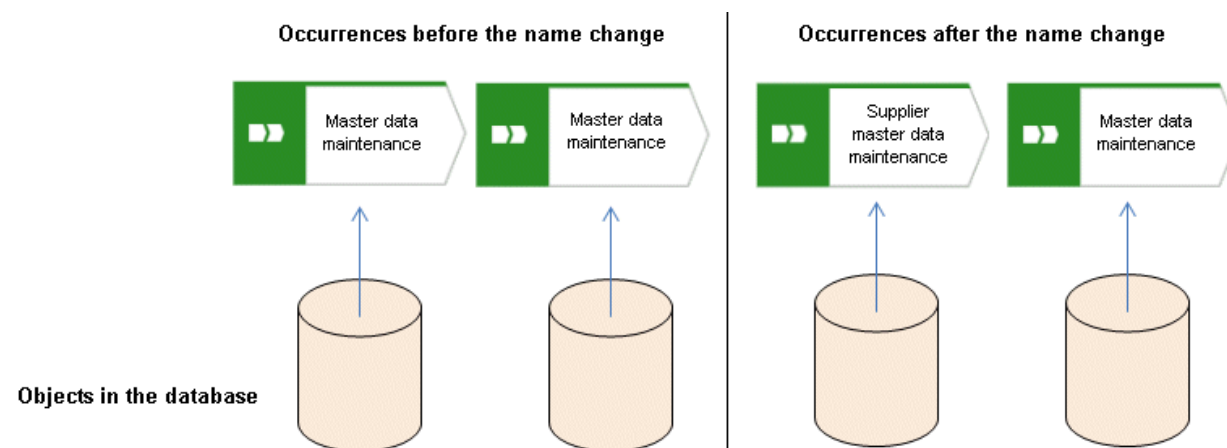 Occurrences before the name change
Occurrences after the name change
Master data
maintenance
Master data
maintenance
Supplier
master data
maintenance
Master data
maintenance
Objects in the database